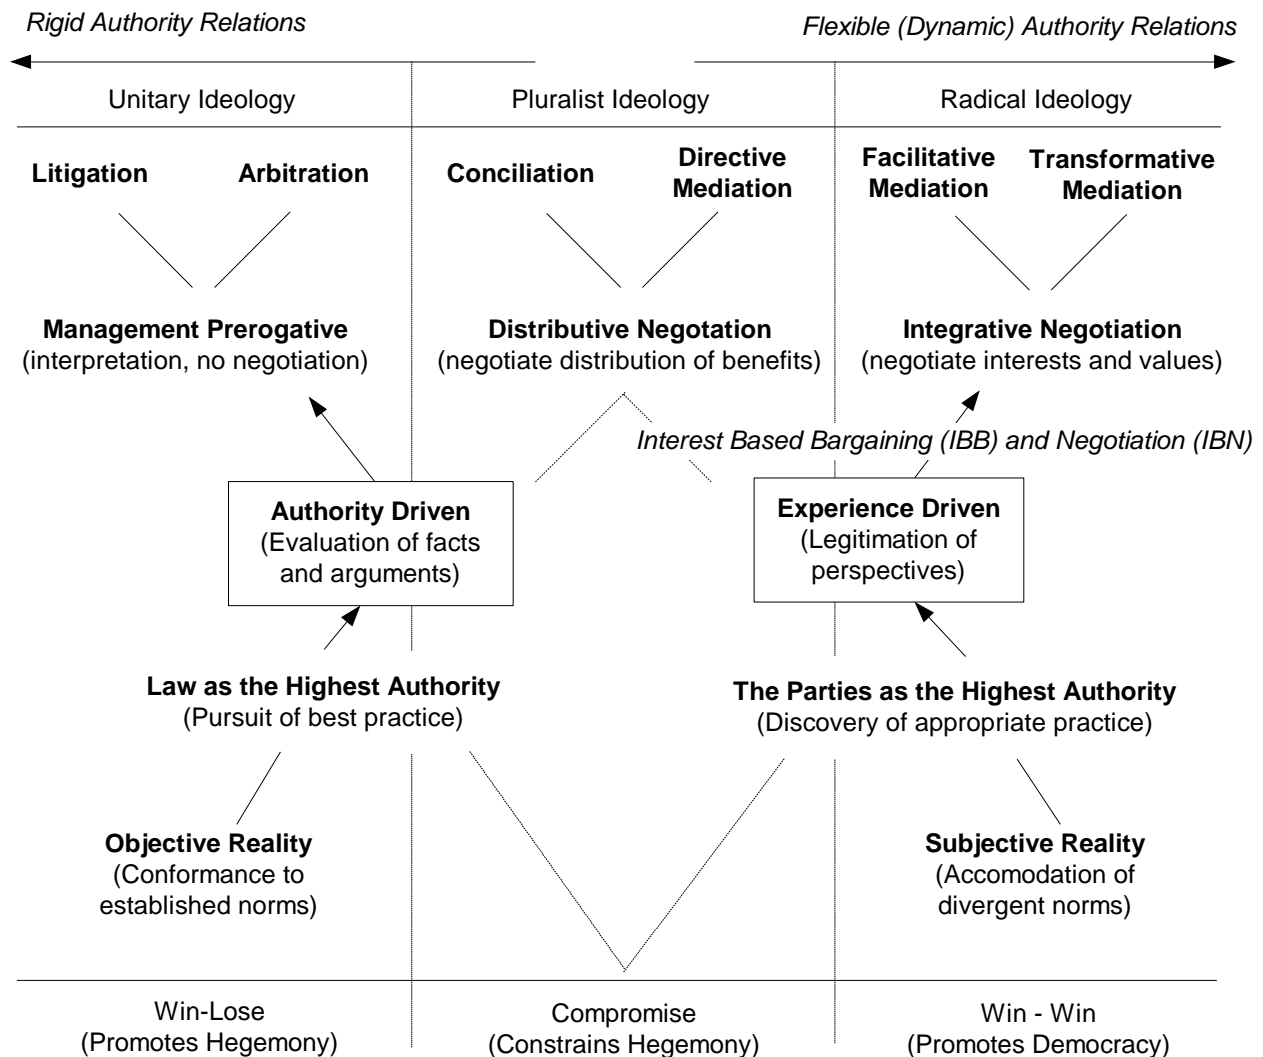 Rigid Authority Relations
Flexible (Dynamic) Authority Relations
Unitary Ideology
Pluralist Ideology
Radical Ideology
Litigation
Arbitration
Conciliation
Directive
Mediation
Facilitative
Mediation
Transformative
Mediation
Management Prerogative
(interpretation, no negotiation)
Distributive Negotation
(negotiate distribution of benefits)
Integrative Negotiation
(negotiate interests and values)
Interest Based Bargaining (IBB) and Negotiation (IBN)
Authority Driven
(Evaluation of facts
and arguments)
Experience Driven
(Legitimation of
perspectives)
Law as the Highest Authority
(Pursuit of best practice)
The Parties as the Highest Authority
(Discovery of appropriate practice)
Objective Reality
(Conformance to
established norms)
Subjective Reality
(Accomodation of
divergent norms)
Win-Lose
(Promotes Hegemony)
Compromise
(Constrains Hegemony)
Win - Win
(Promotes Democracy)